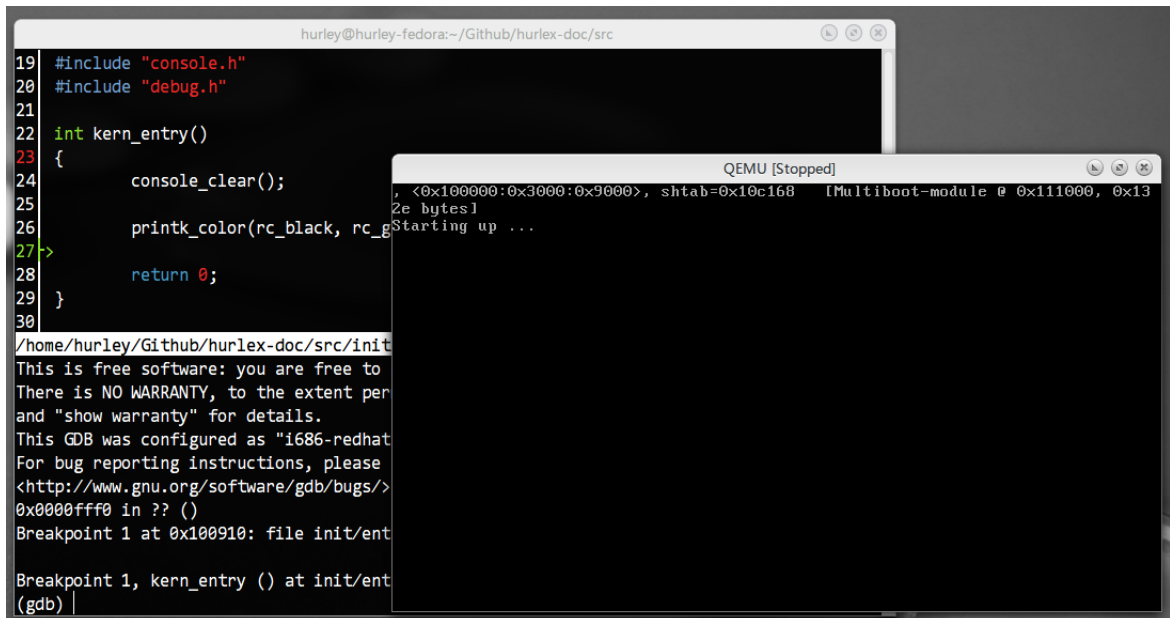 hurley@hurley-fedora:~/Github/hurlex-doc/src
19 #include "console.h"
20 #include "debug.h"
21
22 int kern_entry()
23 {
24 console_clear();
25
26 printk_color(rc_black, rc_g
27 ->
28 return 0;
29 }
30
/home/hurley/Github/hurlex-doc/src/init
This is free software: you are free to
There is NO WARRANTY, to the extent per
and "show warranty" for details.
This GDB was configured as "i686-redhat
For bug reporting instructions, please
<http://www.gnu.org/software/gdb/bugs/>
0x0000fff0 in ?? ()
Breakpoint 1 at 0x100910: file init/ent
Breakpoint 1, kern_entry () at init/ent
(gdb)
QEMU [Stopped]
, <0x100000:0x3000:0x9000>, shtab=0x10c168 [Multiboot-module @ 0x111000, 0x13
2e bytes]
Starting up ...